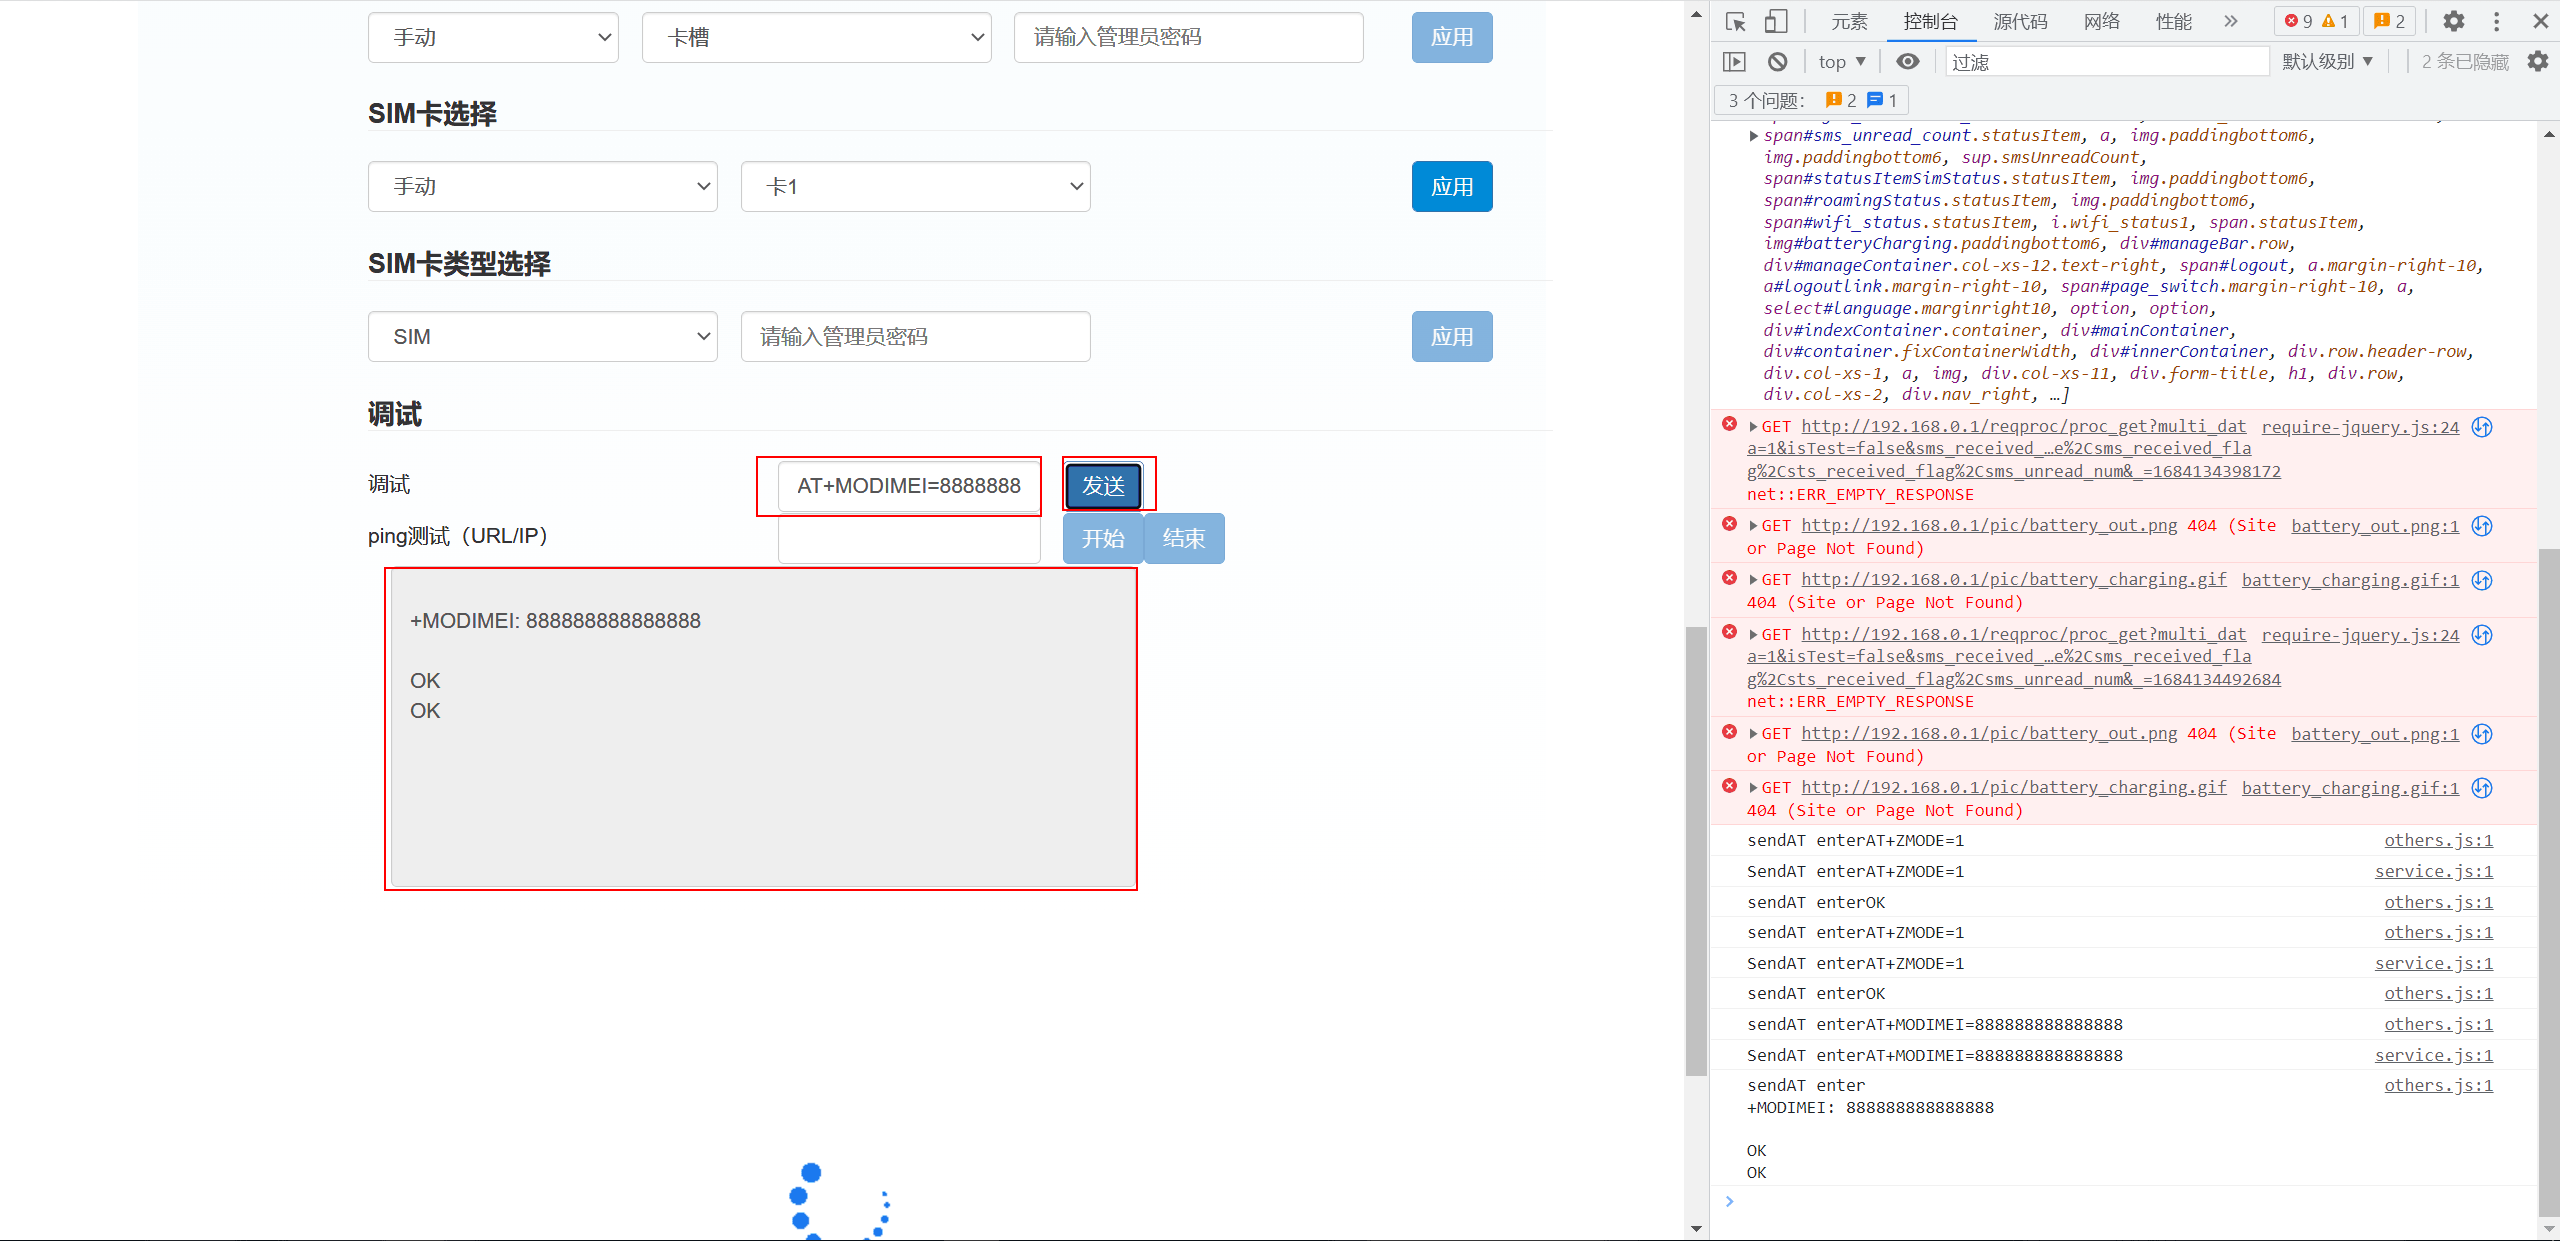 手动
卡槽
请输入管理员密码
应用
SIM卡选择
手动
卡1
应用
SIM卡类型选择
SIM
请输入管理员密码
应用
调试
调试
AT+MODIMEI=8888888
发送
ping测试（URL/IP）
开始
结束
+MODIMEI: 888888888888888
OK
OK
元素
控制台
源代码
网络
性能
9
1
2
top
过滤
默认级别
2 条已隐藏
3 个问题：
2
1
span#sms_unread_count.statusItem, a, img.paddingbottom6,
img.paddingbottom6, sup.smsUnreadCount,
span#statusItemSimStatus.statusItem, img.paddingbottom6,
span#roamingStatus.statusItem, img.paddingbottom6,
span#wifi_status.statusItem, i.wifi_status1, span.statusItem,
img#batteryCharging.paddingbottom6, div#manageBar.row,
div#manageContainer.col-xs-12.text-right, span#logout, a.margin-right-10,
a#logoutlink.margin-right-10, span#page_switch.margin-right-10, a,
select#language.marginright10, option, option,
div#indexContainer.container, div#mainContainer,
div#container.fixContainerWidth, div#innerContainer, div.row.header-row,
div.col-xs-1, a, img, div.col-xs-11, div.form-title, h1, div.row,
div.col-xs-2, div.nav_right, …]
GET http://192.168.0.1/reqproc/proc_get?multi_dat require-jquery.js:24
a=1&isTest=false&sms_received_…e%2Csms_received_fla
g%2Csts_received_flag%2Csms_unread_num&_=1684134398172
net::ERR_EMPTY_RESPONSE
GET http://192.168.0.1/pic/battery_out.png 404 (Site battery_out.png:1
or Page Not Found)
GET http://192.168.0.1/pic/battery_charging.gif battery_charging.gif:1
404 (Site or Page Not Found)
GET http://192.168.0.1/reqproc/proc_get?multi_dat require-jquery.js:24
a=1&isTest=false&sms_received_…e%2Csms_received_fla
g%2Csts_received_flag%2Csms_unread_num&_=1684134492684
net::ERR_EMPTY_RESPONSE
GET http://192.168.0.1/pic/battery_out.png 404 (Site battery_out.png:1
or Page Not Found)
GET http://192.168.0.1/pic/battery_charging.gif battery_charging.gif:1
404 (Site or Page Not Found)
sendAT enterAT+ZMODE=1 others.js:1
SendAT enterAT+ZMODE=1 service.js:1
sendAT enterOK others.js:1
sendAT enterAT+ZMODE=1 others.js:1
SendAT enterAT+ZMODE=1 service.js:1
sendAT enterOK others.js:1
sendAT enterAT+MODIMEI=888888888888888 others.js:1
SendAT enterAT+MODIMEI=888888888888888 service.js:1
sendAT enter others.js:1
+MODIMEI: 888888888888888
OK
OK